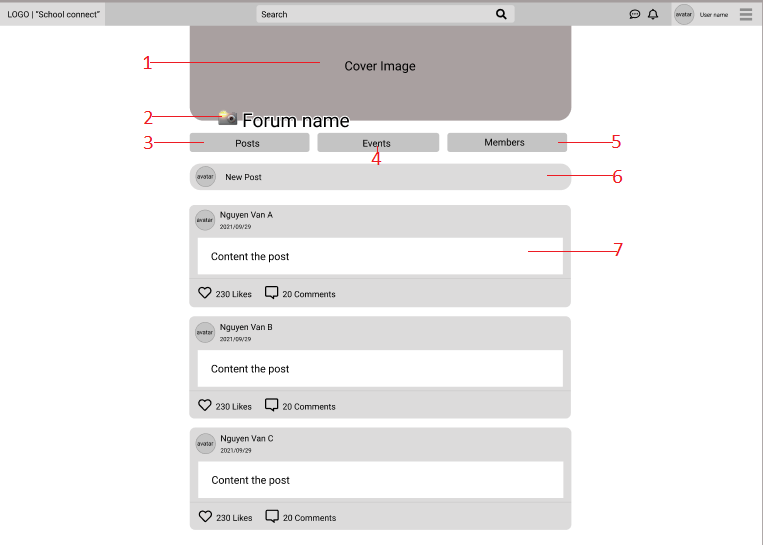 LOGO | "School connect"
Search
avatar
User name
1
Cover Image
2
Forum name
3
Posts
Events
Members
5
4
avatar
New Post
6
avatar
Nguyen Van A
2021/09/29
Content the post
7
230 Likes
20 Comments
avatar
Nguyen Van B
2021/09/29
Content the post
230 Likes
20 Comments
avatar
Nguyen Van C
2021/09/29
Content the post
230 Likes
20 Comments